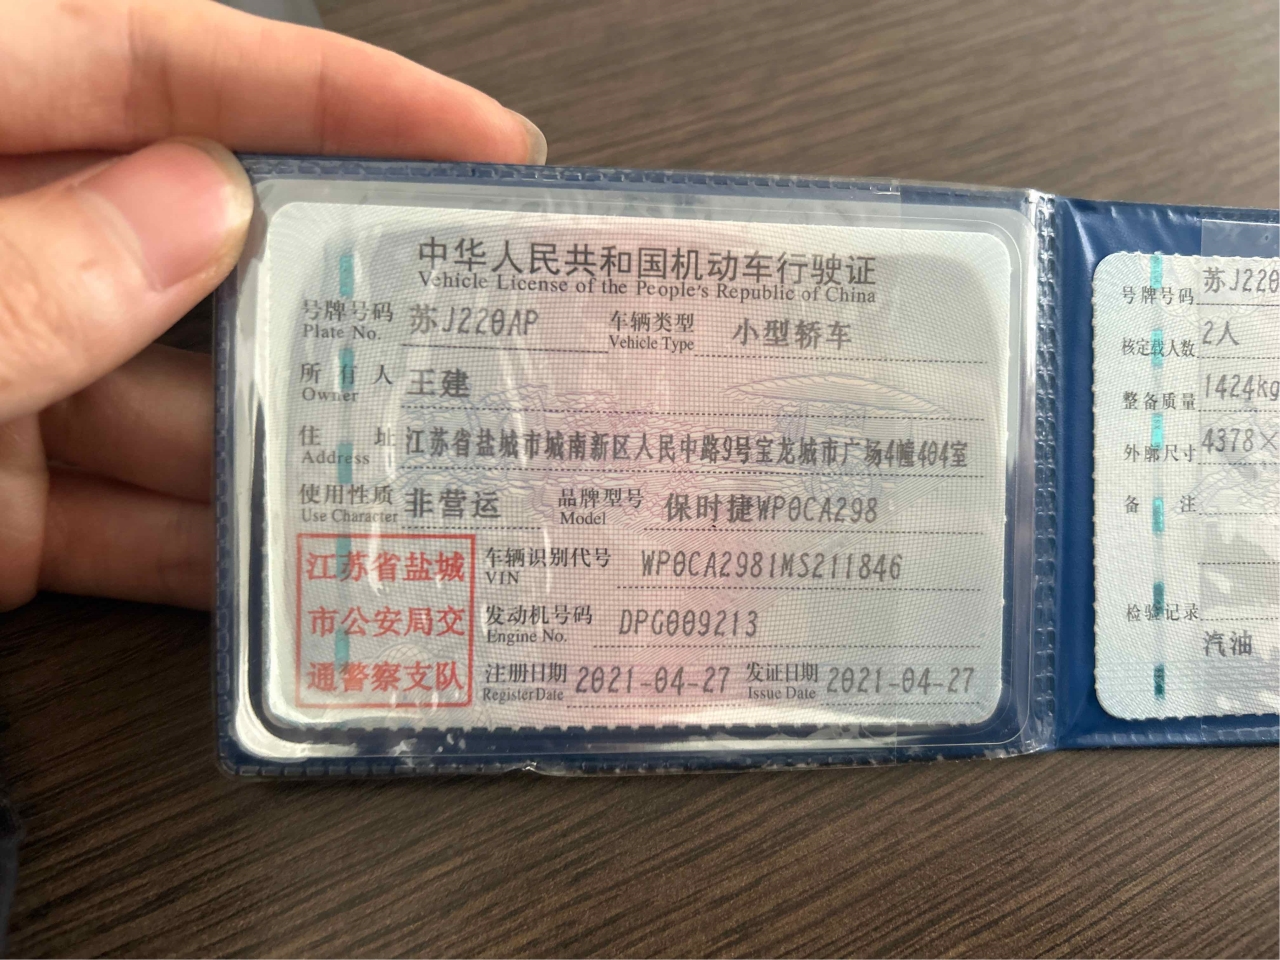 中华人民共和国机动车行驶证
Vehicle License of the People's Republic of China
号牌号码 苏J220AP 车辆类型 小型轿车
Plate No. Vehicle Type
所有人 王建
Owner
住址 江苏省盐城市城南新区人民中路9号宝龙城市广场4幢404室
Address
使用性质 非营运 品牌型号 保时捷WP0CA298
Use Character Model
江苏省盐城
市公安局交
通警察支队
车辆识别代号 WP0CA2981MS211846
VIN
发动机号码 DPG009213
Engine No.
注册日期 2021-04-27 发证日期 2021-04-27
Register Date Issue Date
号牌号码 苏J220
核定载人数 2人
整备质量 1424kg
外廓尺寸 4378×
备注
检验记录
汽油